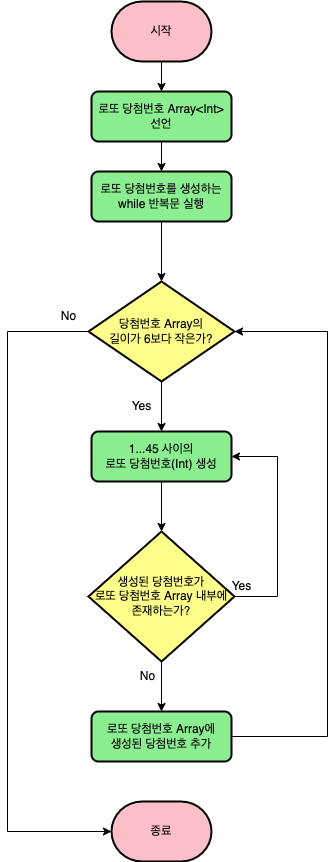 시작
로또 당첨번호 Array<Int>
선언
로또 당첨번호를 생성하는
while 반복문 실행
No
당첨번호 Array의
길이가 6보다 작은가?
Yes
1...45 사이의
로또 당첨번호(Int) 생성
생성된 당첨번호가
로또 당첨번호 Array 내부에
존재하는가?
Yes
No
로또 당첨번호 Array에
생성된 당첨번호 추가
종료